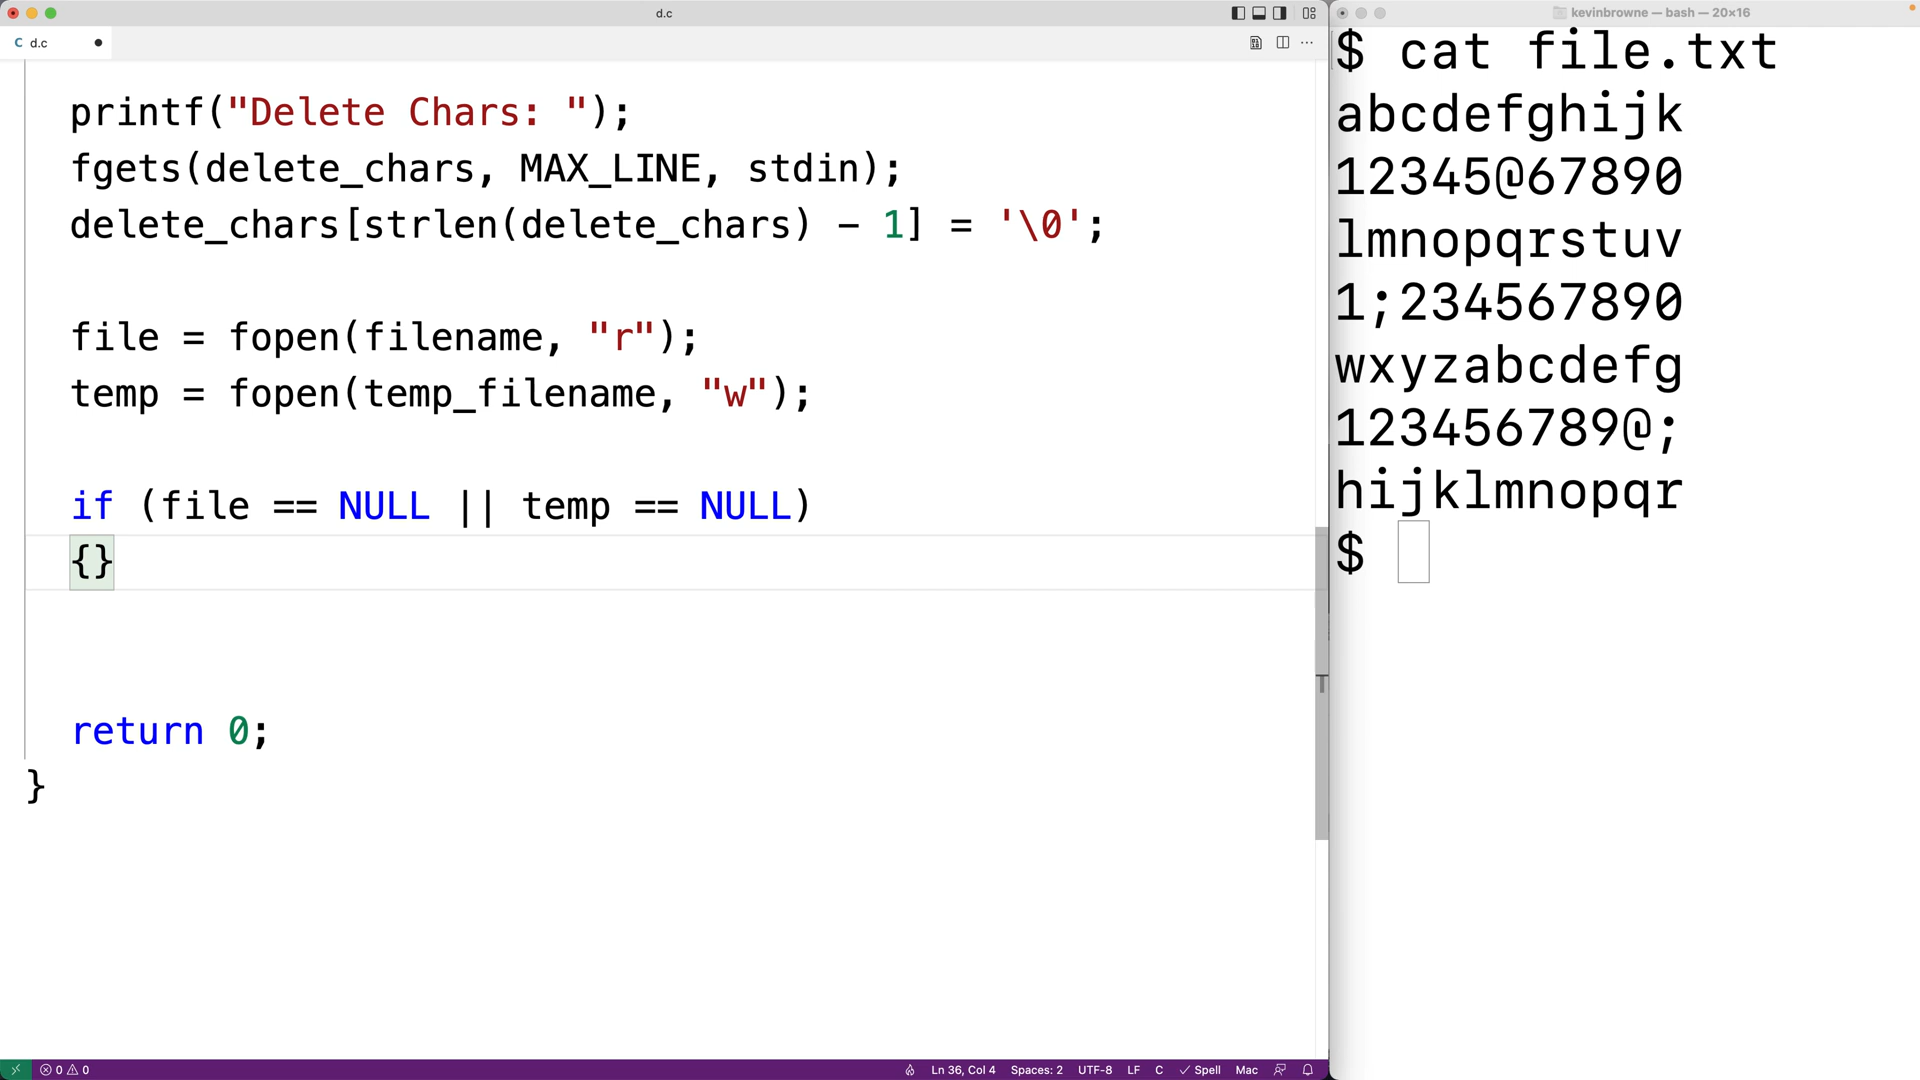 d.c
C d.c
printf("Delete Chars: ");
fgets(delete_chars, MAX_LINE, stdin);
delete_chars[strlen(delete_chars) - 1] = '\0';
file = fopen(filename, "r");
temp = fopen(temp_filename, "w");
if (file == NULL || temp == NULL)
{}
return 0;
}
0 0
Ln 36, Col 4 Spaces: 2 UTF-8 LF C Spell Mac
kevinbrowne — bash — 20×16
$ cat file.txt
abcdefghijk
12345@67890
lmnopqrstuv
1;234567890
wxyzabcdefg
123456789@;
hijklmnopqr
$